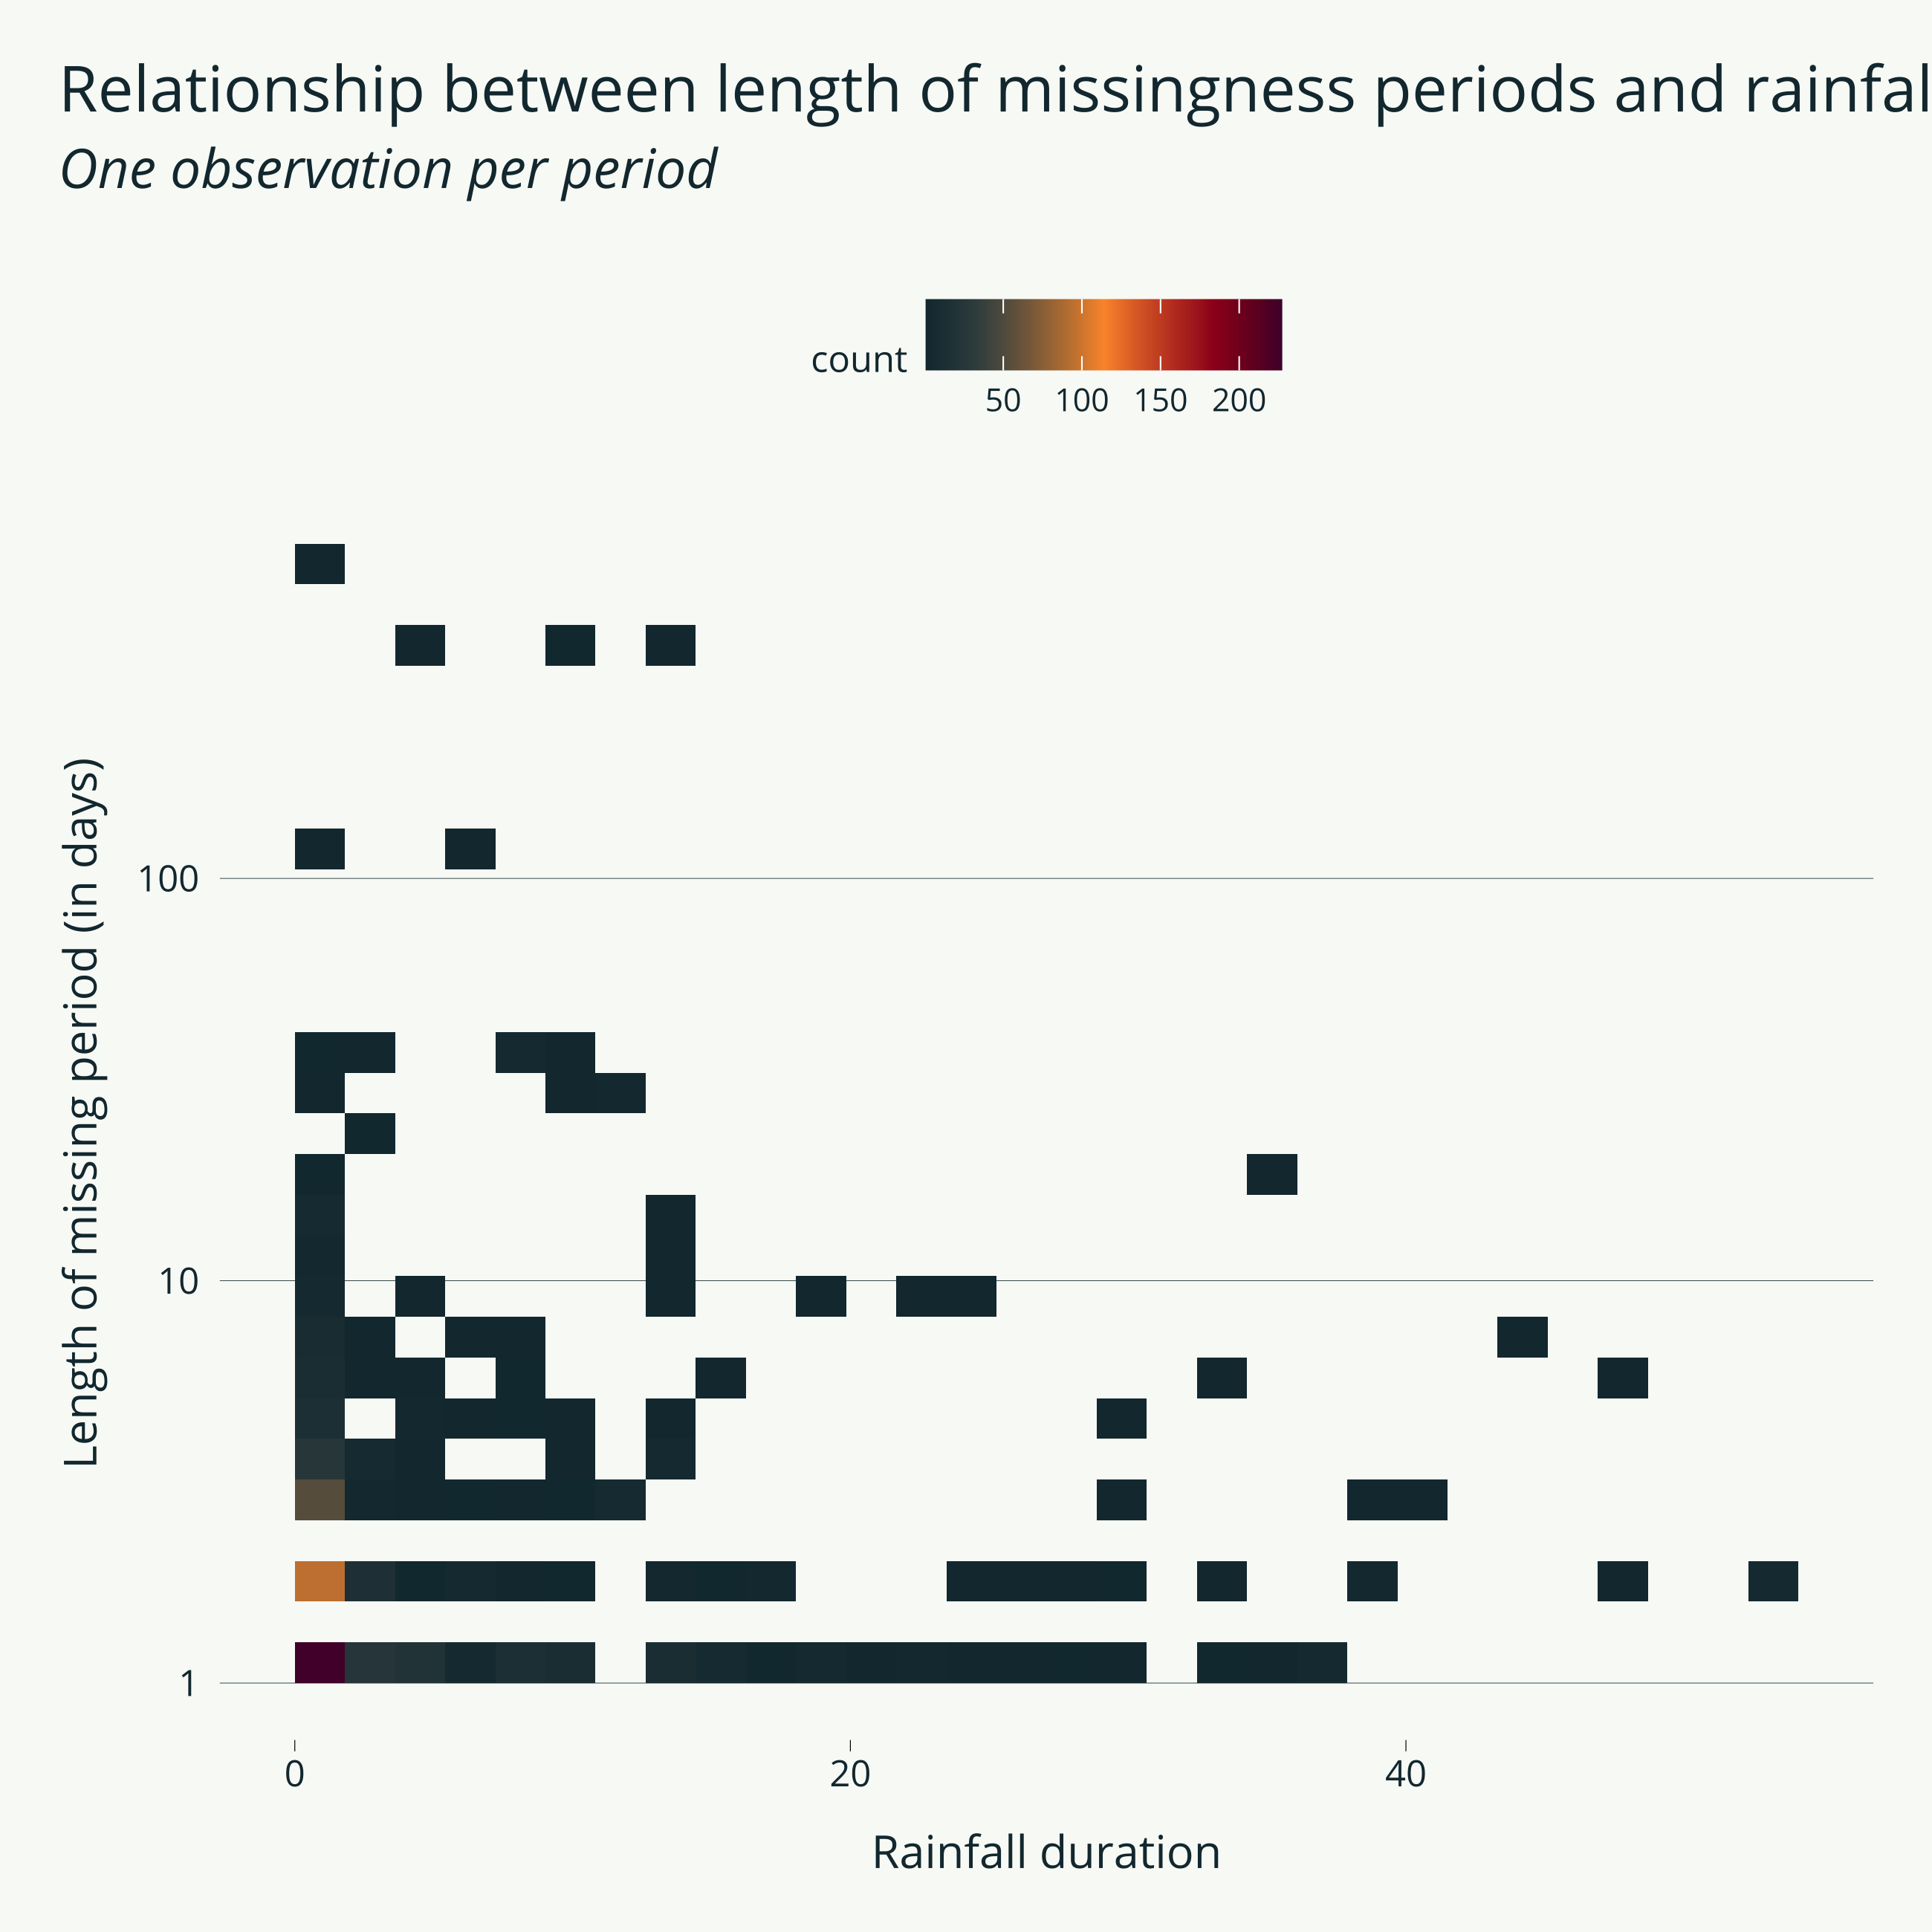 Relationship between length of missingness periods and rainfal
One observation per period
count
50 100 150 200
Length of missing period (in days)
100
10
1
0 20 40
Rainfall duration